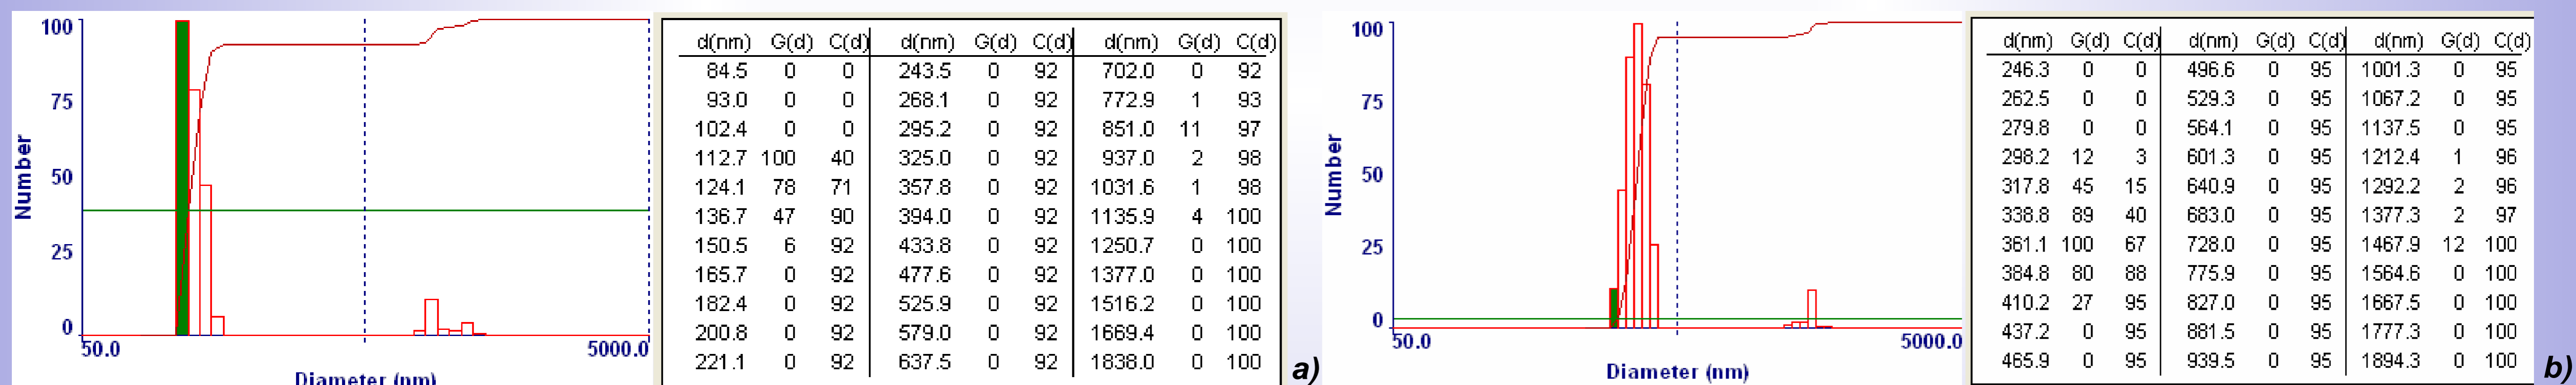 100
75
50
25
0
Number
50.0 5000.0
Diameter (nm)
d(nm) G(d) C(d) d(nm) G(d) C(d) d(nm) G(d) C(d)
84.5 0 0 243.5 0 92 702.0 0 92
93.0 0 0 268.1 0 92 772.9 1 93
102.4 0 0 295.2 0 92 851.0 11 97
112.7 100 40 325.0 0 92 937.0 2 98
124.1 78 71 357.8 0 92 1031.6 1 98
136.7 47 90 394.0 0 92 1135.9 4 100
150.5 6 92 433.8 0 92 1250.7 0 100
165.7 0 92 477.6 0 92 1377.0 0 100
182.4 0 92 525.9 0 92 1516.2 0 100
200.8 0 92 579.0 0 92 1669.4 0 100
221.1 0 92 637.5 0 92 1838.0 0 100
a)
100
75
50
25
0
Number
50.0 5000.0
Diameter (nm)
d(nm) G(d) C(d) d(nm) G(d) C(d) d(nm) G(d) C(d)
246.3 0 0 496.6 0 95 1001.3 0 95
262.5 0 0 529.3 0 95 1067.2 0 95
279.8 0 0 564.1 0 95 1137.5 0 95
298.2 12 3 601.3 0 95 1212.4 1 96
317.8 45 15 640.9 0 95 1292.2 2 96
338.8 89 40 683.0 0 95 1377.3 2 97
361.1 100 67 728.0 0 95 1467.9 12 100
384.8 80 88 775.9 0 95 1564.6 0 100
410.2 27 95 827.0 0 95 1667.5 0 100
437.2 0 95 881.5 0 95 1777.3 0 100
465.9 0 95 939.5 0 95 1894.3 0 100
b)